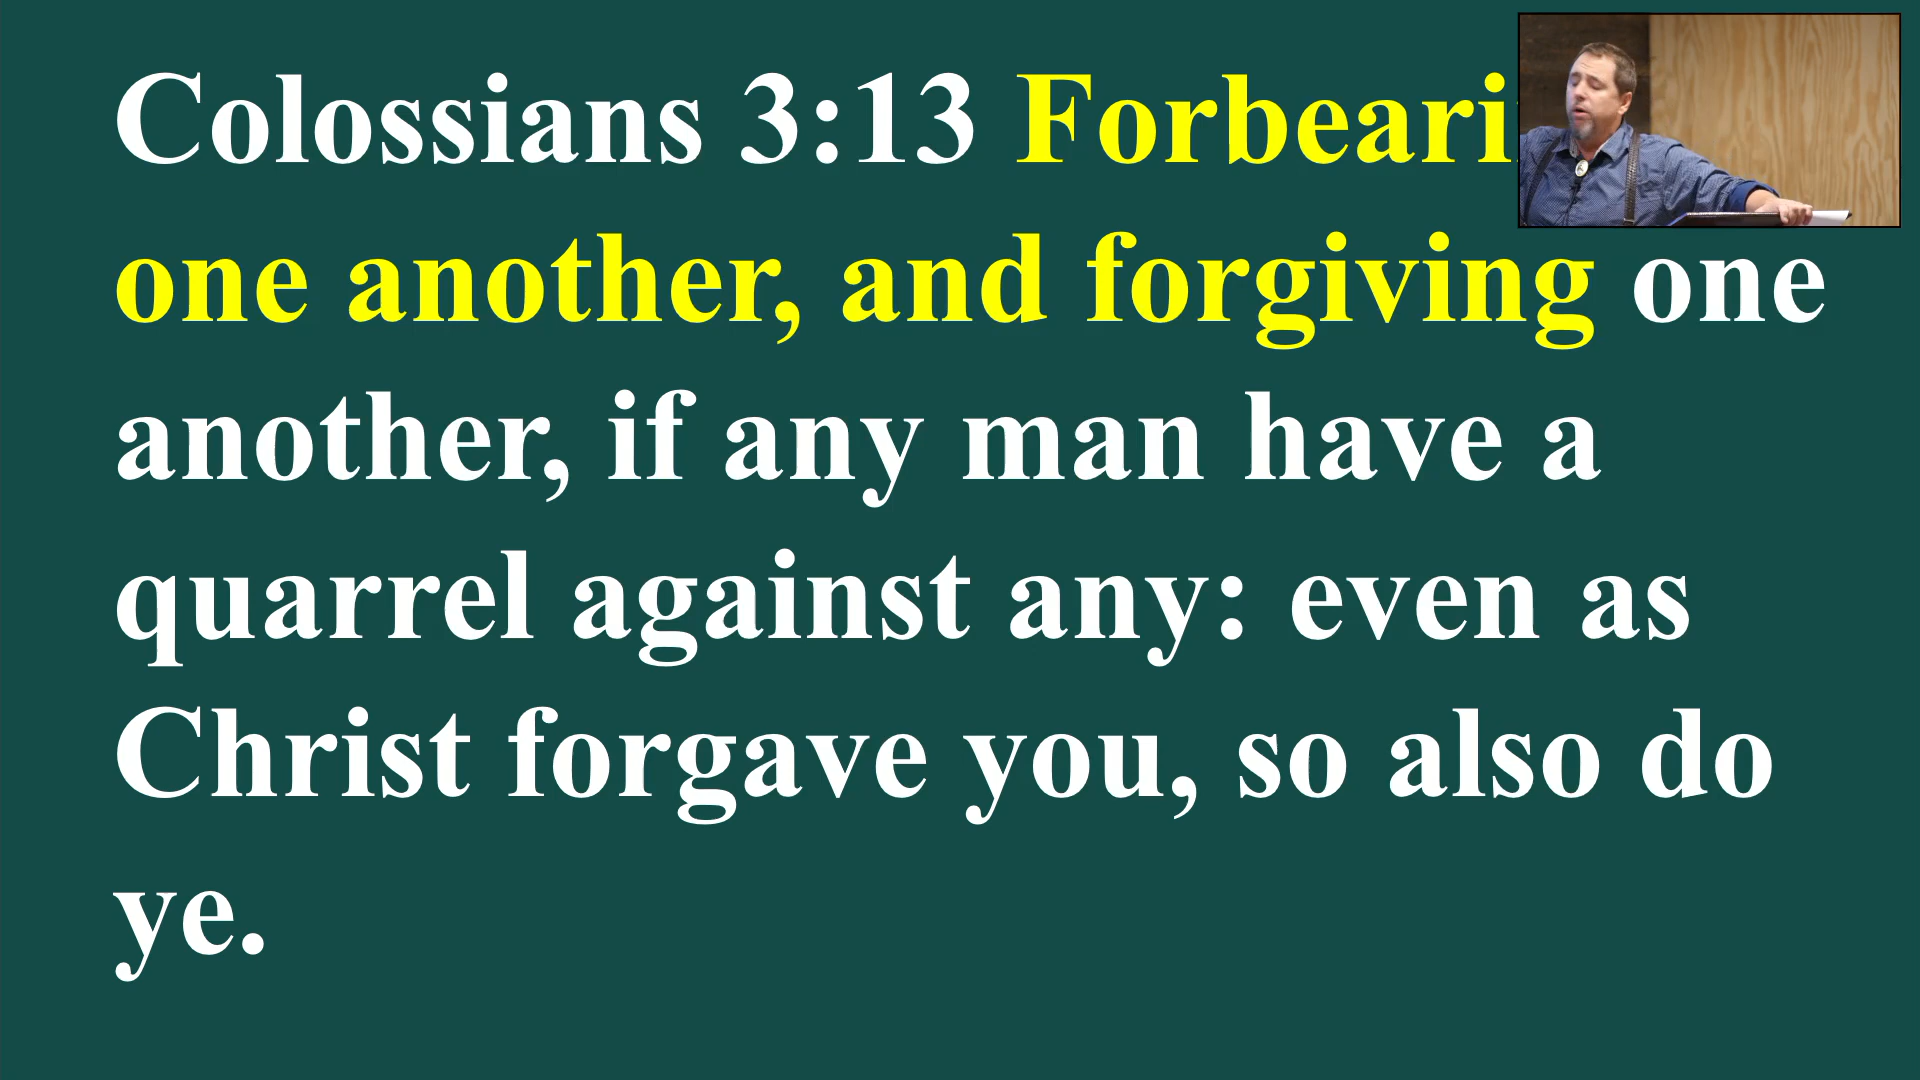 Colossians 3:13 Forbeari
one another, and forgiving one
another, if any man have a
quarrel against any: even as
Christ forgave you, so also do
ye.